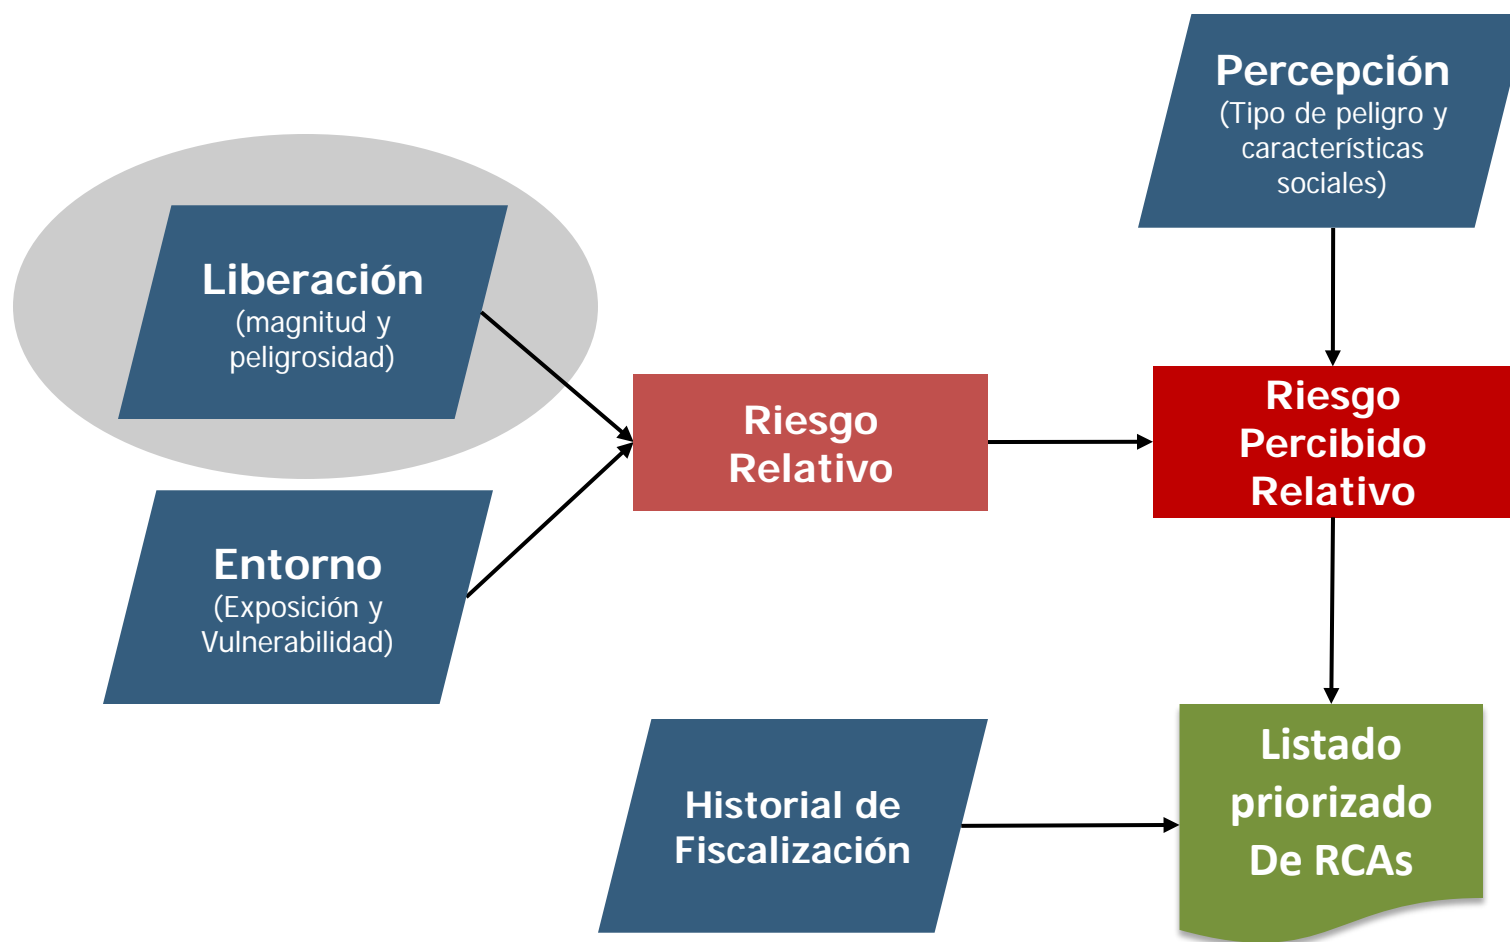 Percepción
(Tipo de peligro y
características
sociales)
Liberación
(magnitud y
peligrosidad)
Riesgo
Relativo
Riesgo
Percibido
Relativo
Entorno
(Exposición y
Vulnerabilidad)
Historial de
Fiscalización
Listado
priorizado
De RCAs